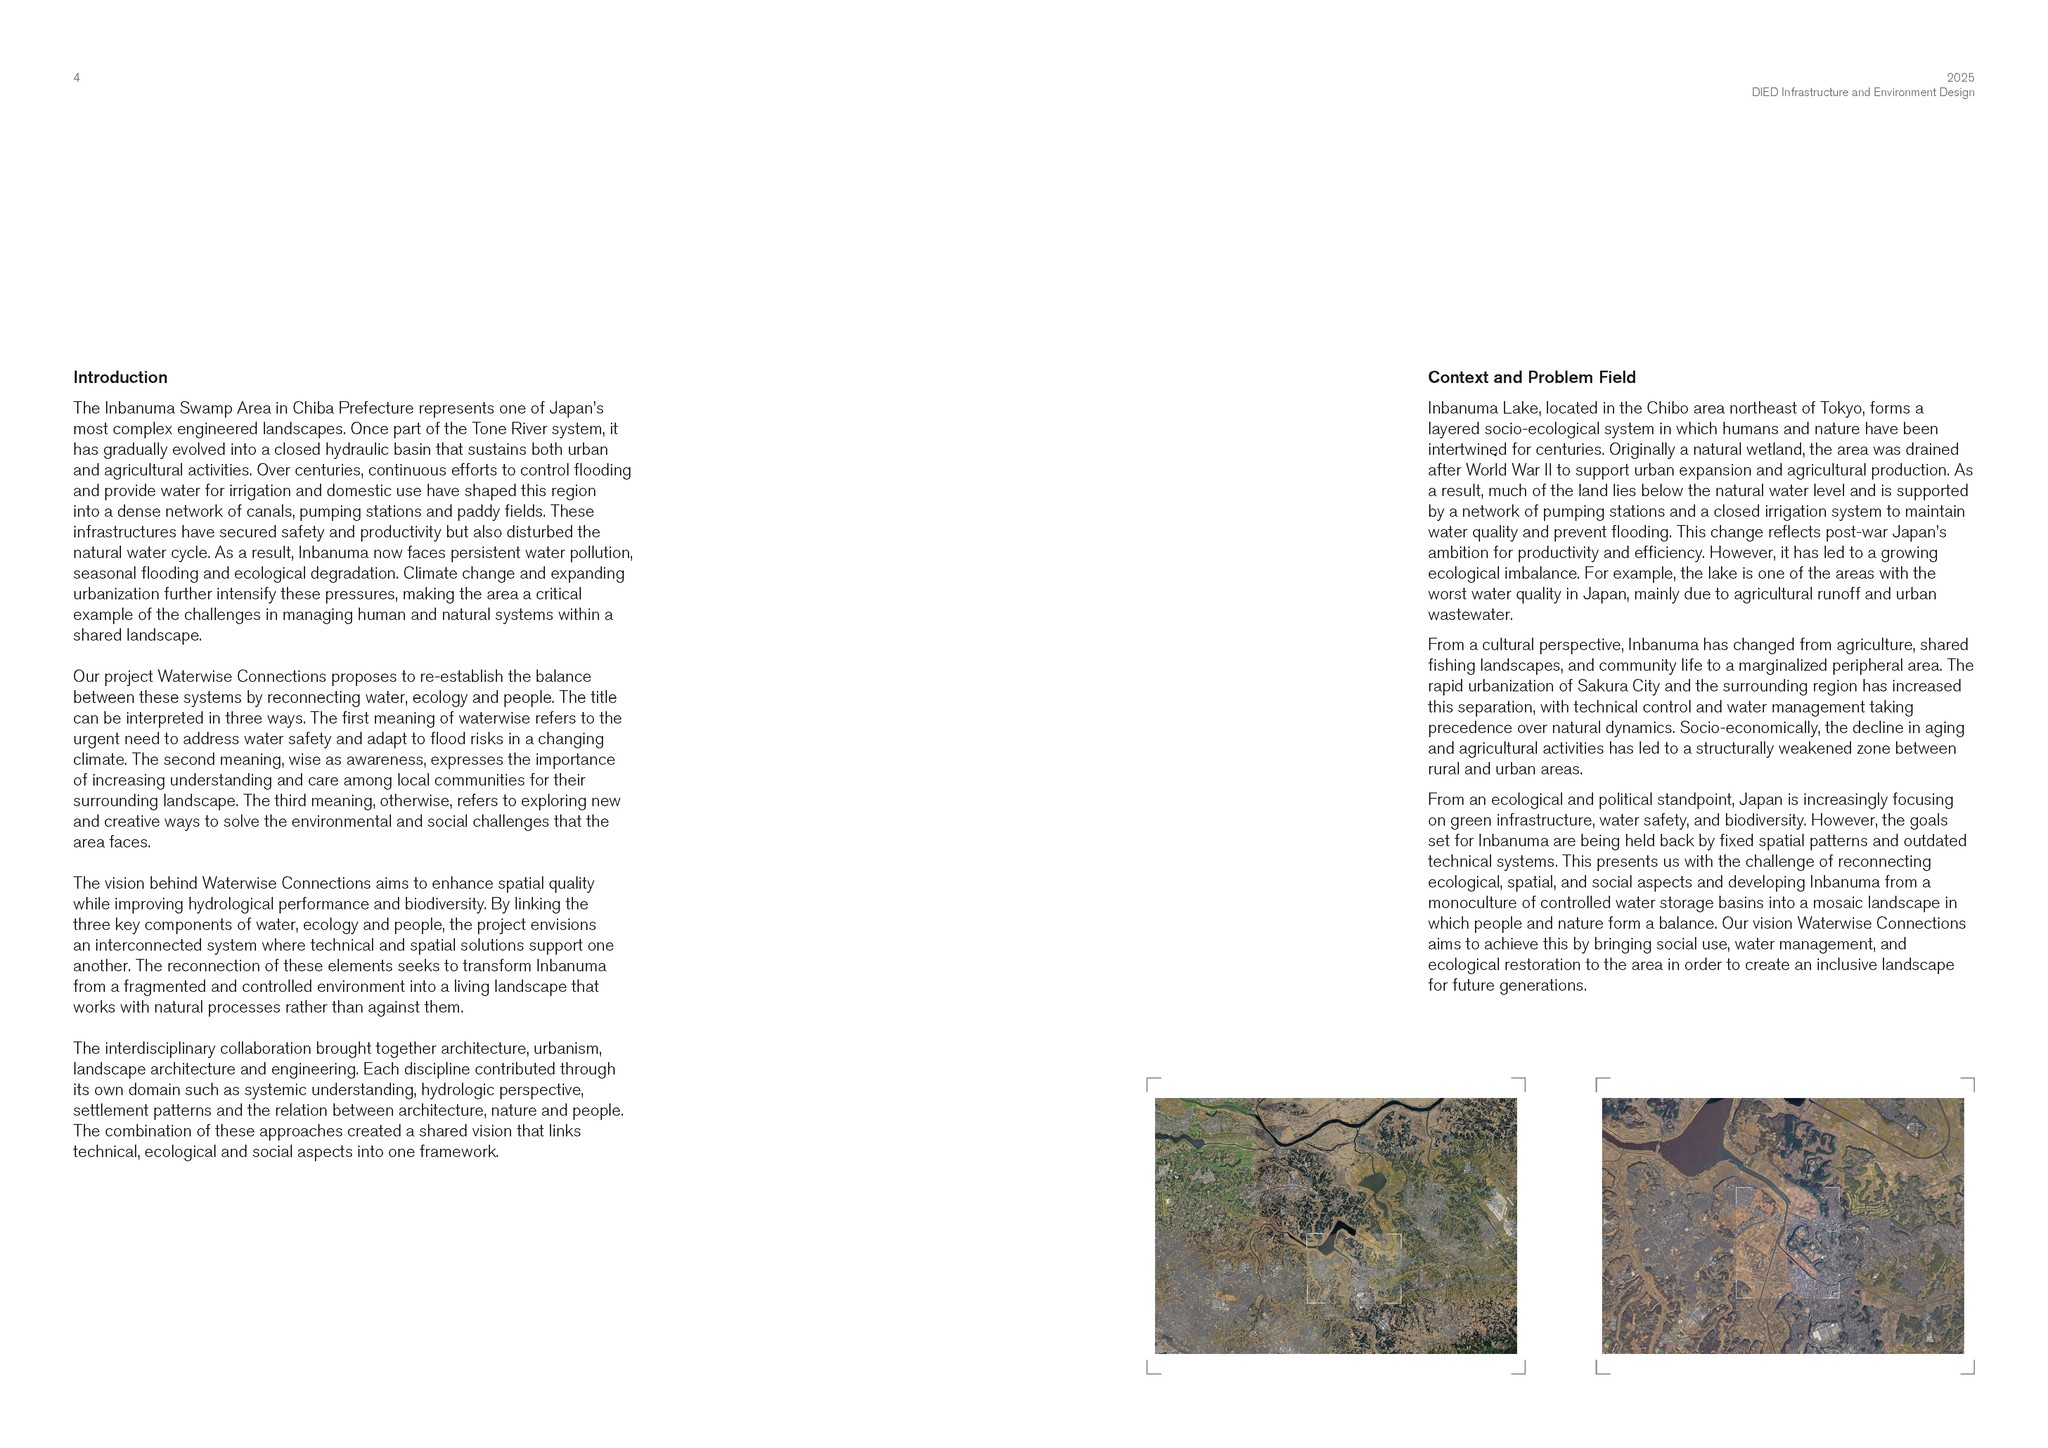 4
2025
DIED Infrastructure and Environment Design
Introduction
The Inbanuma Swamp Area in Chiba Prefecture represents one of Japan's
most complex engineered landscapes. Once part of the Tone River system, it
has gradually evolved into a closed hydraulic basin that sustains both urban
and agricultural activities. Over centuries, continuous efforts to control flooding
and provide water for irrigation and domestic use have shaped this region
into a dense network of canals, pumping stations and paddy fields. These
infrastructures have secured safety and productivity but also disturbed the
natural water cycle. As a result, Inbanuma now faces persistent water pollution,
seasonal flooding and ecological degradation. Climate change and expanding
urbanization further intensify these pressures, making the area a critical
example of the challenges in managing human and natural systems within a
shared landscape.
Our project Waterwise Connections proposes to re-establish the balance
between these systems by reconnecting water, ecology and people. The title
can be interpreted in three ways. The first meaning of waterwise refers to the
urgent need to address water safety and adapt to flood risks in a changing
climate. The second meaning, wise as awareness, expresses the importance
of increasing understanding and care among local communities for their
surrounding landscape. The third meaning, otherwise, refers to exploring new
and creative ways to solve the environmental and social challenges that the
area faces.
The vision behind Waterwise Connections aims to enhance spatial quality
while improving hydrological performance and biodiversity. By linking the
three key components of water, ecology and people, the project envisions
an interconnected system where technical and spatial solutions support one
another. The reconnection of these elements seeks to transform Inbanuma
from a fragmented and controlled environment into a living landscape that
works with natural processes rather than against them.
The interdisciplinary collaboration brought together architecture, urbanism,
landscape architecture and engineering. Each discipline contributed through
its own domain such as systemic understanding, hydrologic perspective,
settlement patterns and the relation between architecture, nature and people.
The combination of these approaches created a shared vision that links
technical, ecological and social aspects into one framework.
Context and Problem Field
Inbanuma Lake, located in the Chibo area northeast of Tokyo, forms a
layered socio-ecological system in which humans and nature have been
intertwined for centuries. Originally a natural wetland, the area was drained
after World War II to support urban expansion and agricultural production. As
a result, much of the land lies below the natural water level and is supported
by a network of pumping stations and a closed irrigation system to maintain
water quality and prevent flooding. This change reflects post-war Japan's
ambition for productivity and efficiency. However, it has led to a growing
ecological imbalance. For example, the lake is one of the areas with the
worst water quality in Japan, mainly due to agricultural runoff and urban
wastewater.
From a cultural perspective, Inbanuma has changed from agriculture, shared
fishing landscapes, and community life to a marginalized peripheral area. The
rapid urbanization of Sakura City and the surrounding region has increased
this separation, with technical control and water management taking
precedence over natural dynamics. Socio-economically, the decline in aging
and agricultural activities has led to a structurally weakened zone between
rural and urban areas.
From an ecological and political standpoint, Japan is increasingly focusing
on green infrastructure, water safety, and biodiversity. However, the goals
set for Inbanuma are being held back by fixed spatial patterns and outdated
technical systems. This presents us with the challenge of reconnecting
ecological, spatial, and social aspects and developing Inbanuma from a
monoculture of controlled water storage basins into a mosaic landscape in
which people and nature form a balance. Our vision Waterwise Connections
aims to achieve this by bringing social use, water management, and
ecological restoration to the area in order to create an inclusive landscape
for future generations.